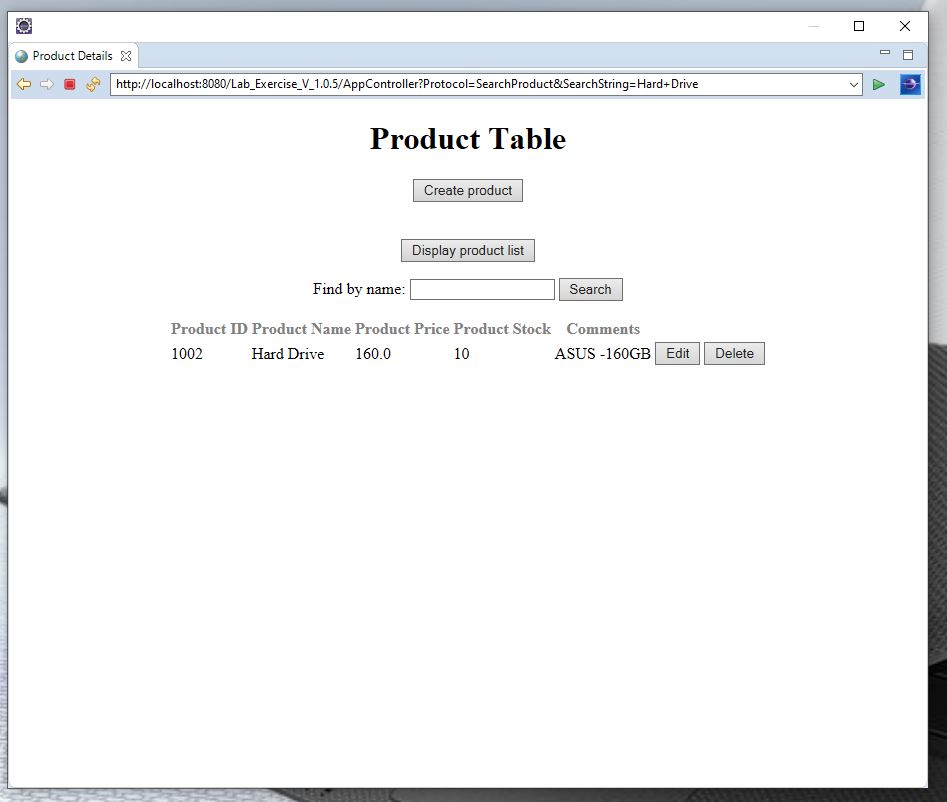 Product Details
http://localhost:8080/Lab_Exercise_V_1.0.5/AppController?Protocol=SearchProduct&SearchString=Hard+Drive
Product Table
Create product
Display product list
Find by name: Search
Product ID Product Name Product Price Product Stock Comments
1002 Hard Drive 160.0 10 ASUS -160GB Edit Delete